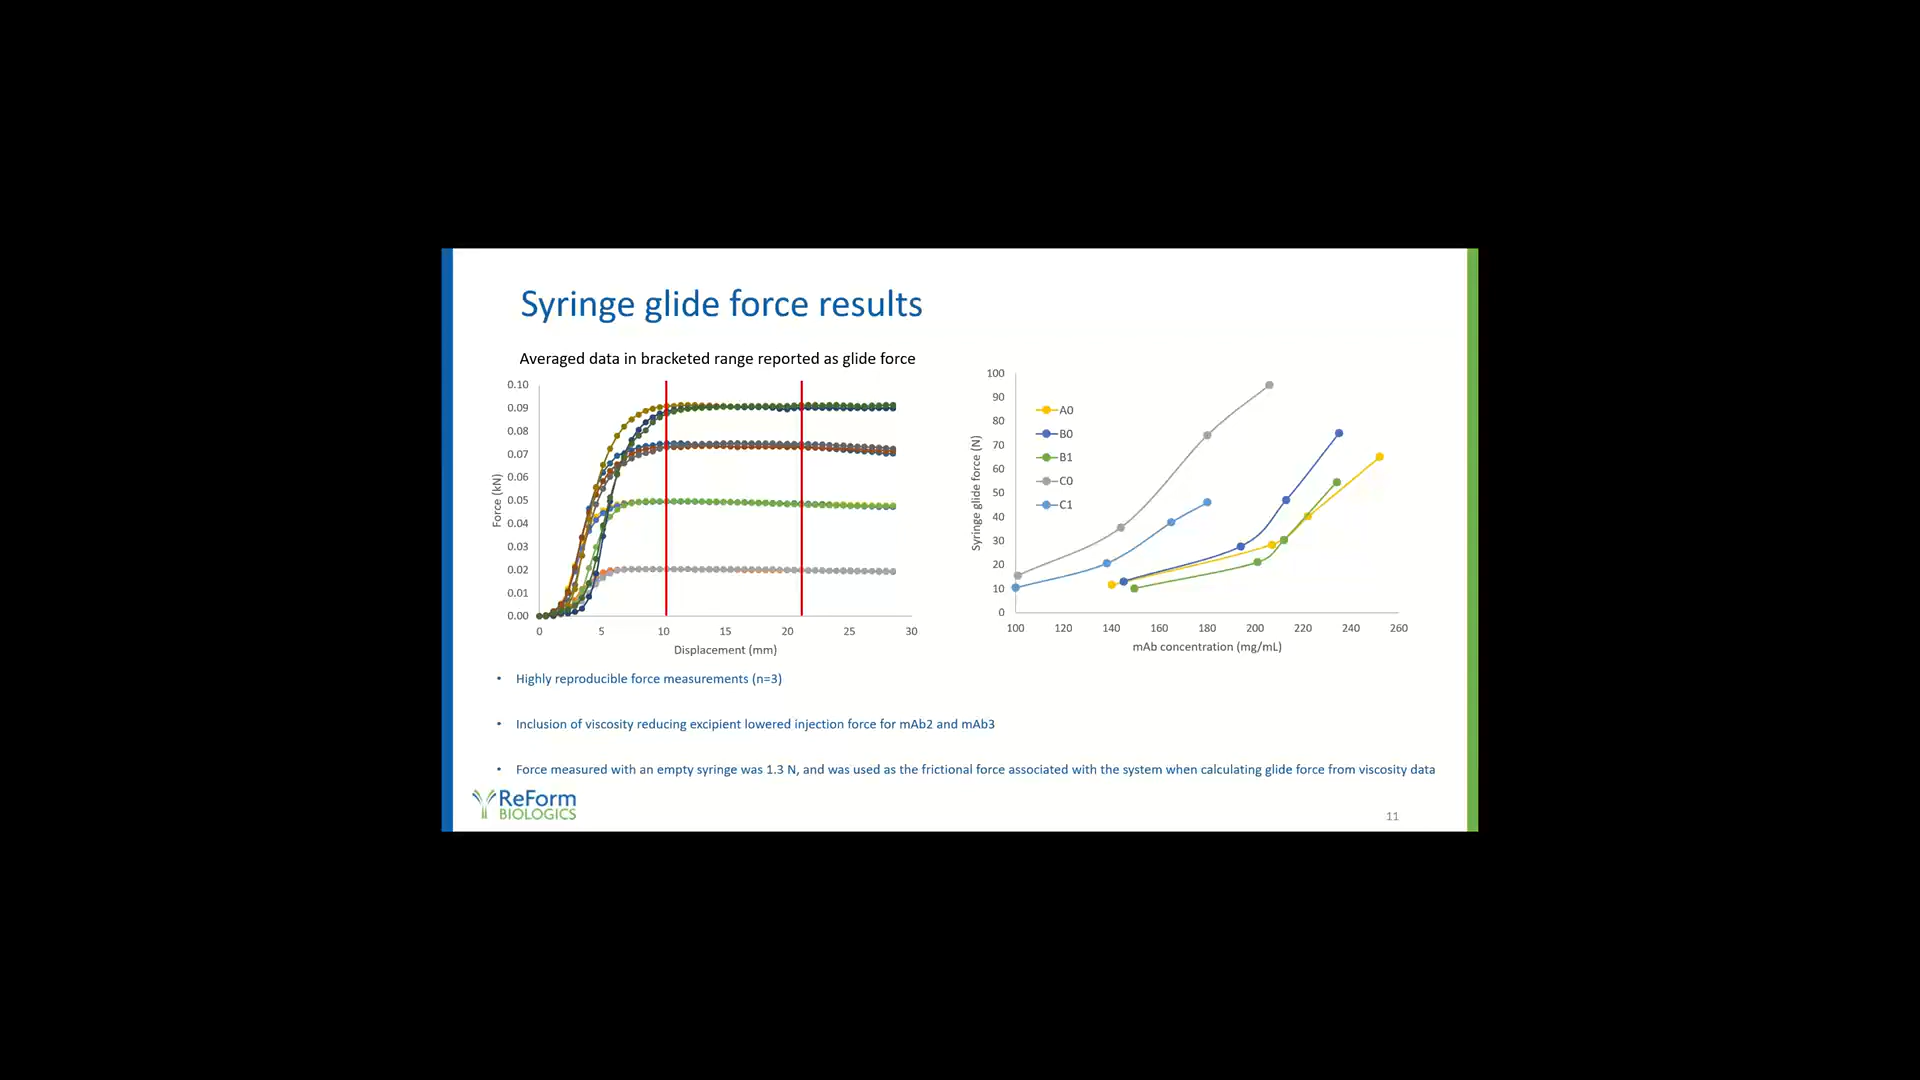 Syringe glide force results
Averaged data in bracketed range reported as glide force
0.10
0.09
0.08
0.07
0.06
0.05
0.04
0.03
0.02
0.01
0.00
Force (kN)
0 5 10 15 20 25 30
Displacement (mm)
100
90
80
70
60
50
40
30
20
10
0
Syringe glide force (N)
A0
B0
B1
C0
C1
100 120 140 160 180 200 220 240 260
mAb concentration (mg/mL)
• Highly reproducible force measurements (n=3)
• Inclusion of viscosity reducing excipient lowered injection force for mAb2 and mAb3
• Force measured with an empty syringe was 1.3 N, and was used as the frictional force associated with the system when calculating glide force from viscosity data
ReForm
BIOLOGICS
11